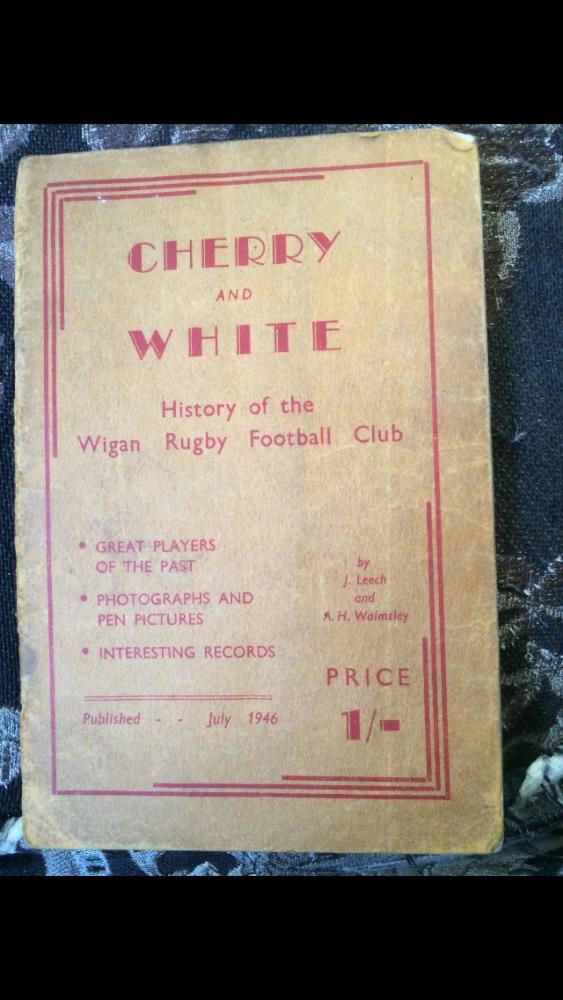 CHERRY
AND
WHITE
History of the
Wigan Rugby Football Club
• GREAT PLAYERS
OF THE PAST
• PHOTOGRAPHS AND
PEN PICTURES
• INTERESTING RECORDS
by
J. Leech
and
A. H. Walmsley
Published - - July 1946
PRICE
1/-